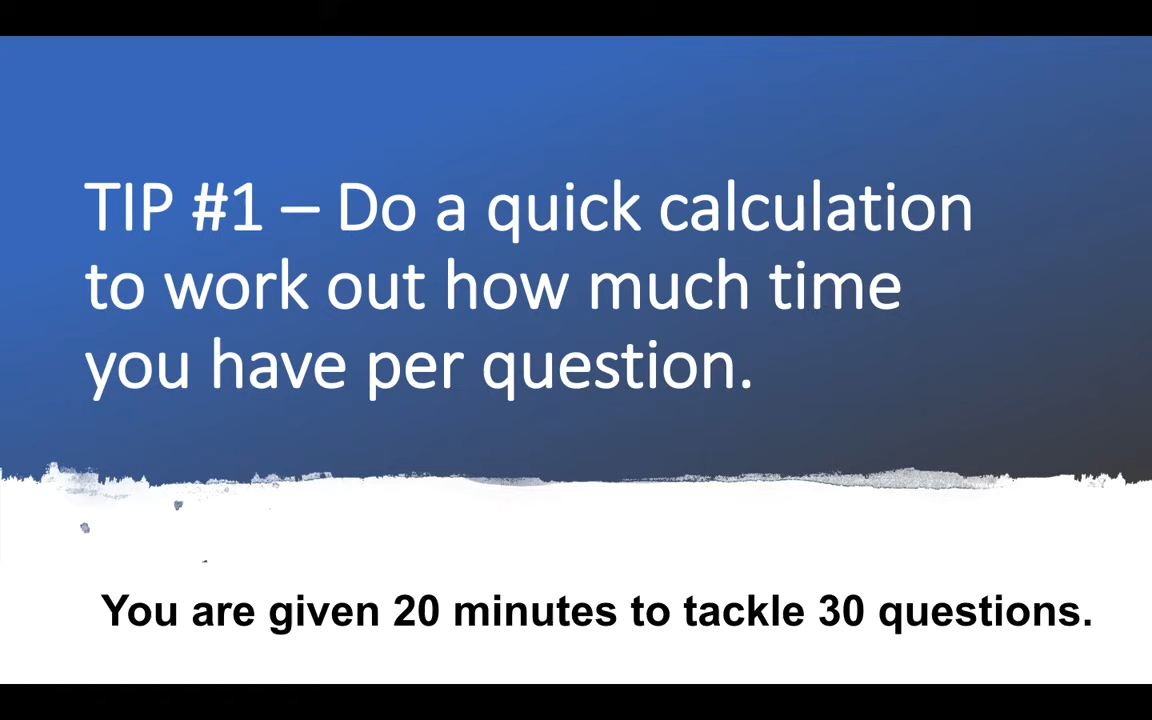 TIP #1 – Do a quick calculation
to work out how much time
you have per question.
You are given 20 minutes to tackle 30 questions.